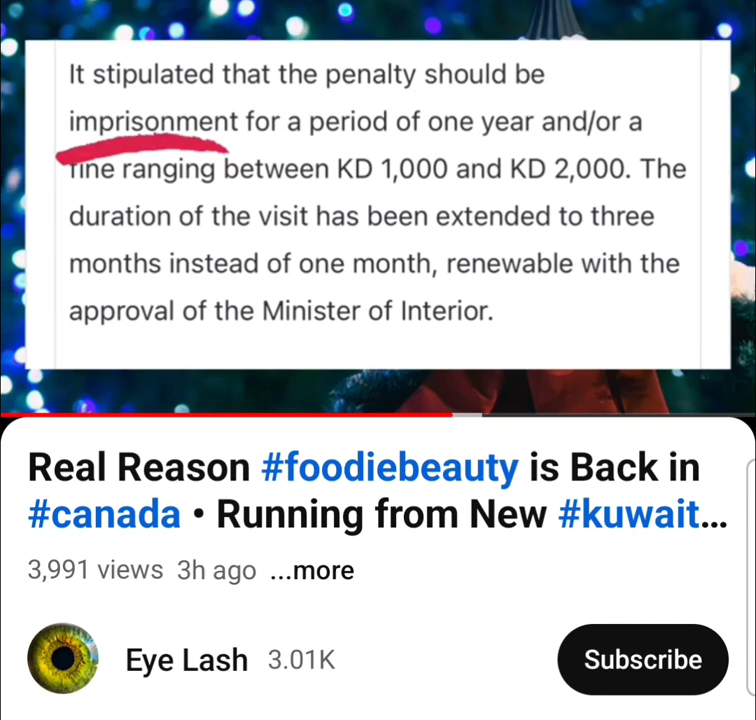 It stipulated that the penalty should be
imprisonment for a period of one year and/or a
fine ranging between KD 1,000 and KD 2,000. The
duration of the visit has been extended to three
months instead of one month, renewable with the
approval of the Minister of Interior.
Real Reason #foodiebeauty is Back in
#canada • Running from New #kuwait...
3,991 views 3h ago ...more
Eye Lash 3.01K
Subscribe